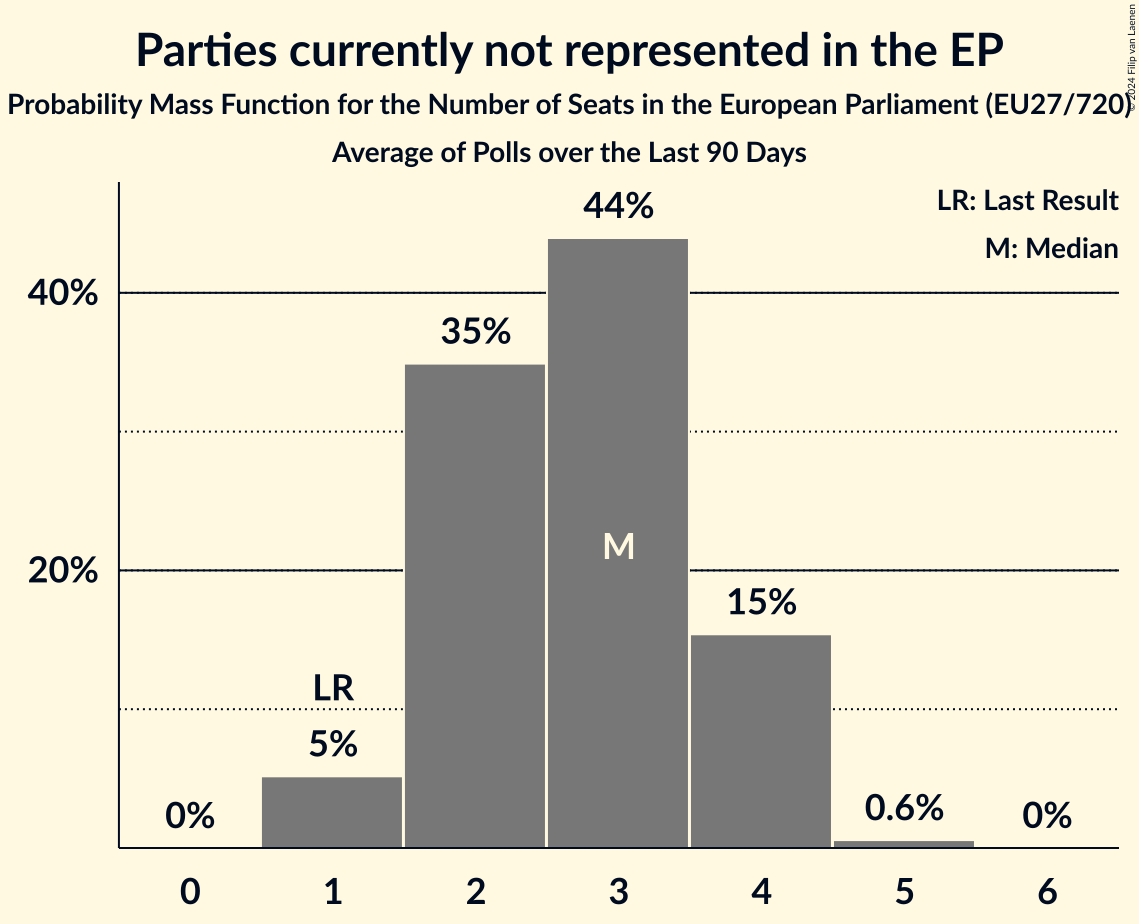 Parties currently not represented in the EP
Probability Mass Function for the Number of Seats in the European Parliament (EU27/720)
Average of Polls over the Last 90 Days
© 2024 Filip van Laenen
LR: Last Result
M: Median
44%
40%
35%
M
20%
15%
LR
5%
0%
0.6%
0%
0 1 2 3 4 5 6